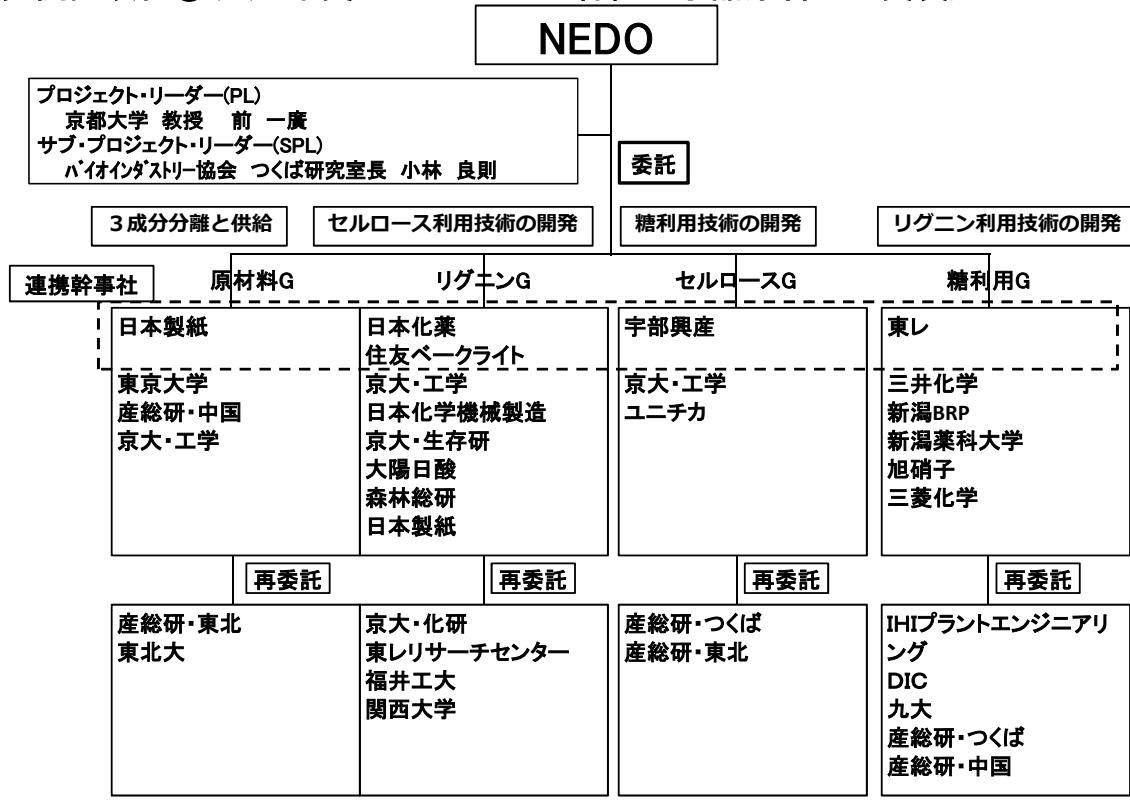 NEDO
プロジェクト・リーダー(PL)
京都大学 教授 前 一廣
サブ・プロジェクト・リーダー(SPL)
バイオインダストリー協会 つくば研究室長 小林 良則
委託
3成分分離と供給
セルロース利用技術の開発
糖利用技術の開発
リグニン利用技術の開発
連携幹事社
原材料G
リグニンG
セルロースG
糖利用G
日本製紙
東京大学
産総研・中国
京大・工学
日本化薬
住友ベークライト
京大・工学
日本化学機械製造
京大・生存研
大陽日酸
森林総研
日本製紙
宇部興産
京大・工学
ユニチカ
東レ
三井化学
新潟BRP
新潟薬科大学
旭硝子
三菱化学
再委託
再委託
再委託
再委託
産総研・東北
東北大
京大・化研
東レリサーチセンター
福井工大
関西大学
産総研・つくば
産総研・東北
IHIプラントエンジニアリ
ング
DIC
九大
産総研・つくば
産総研・中国